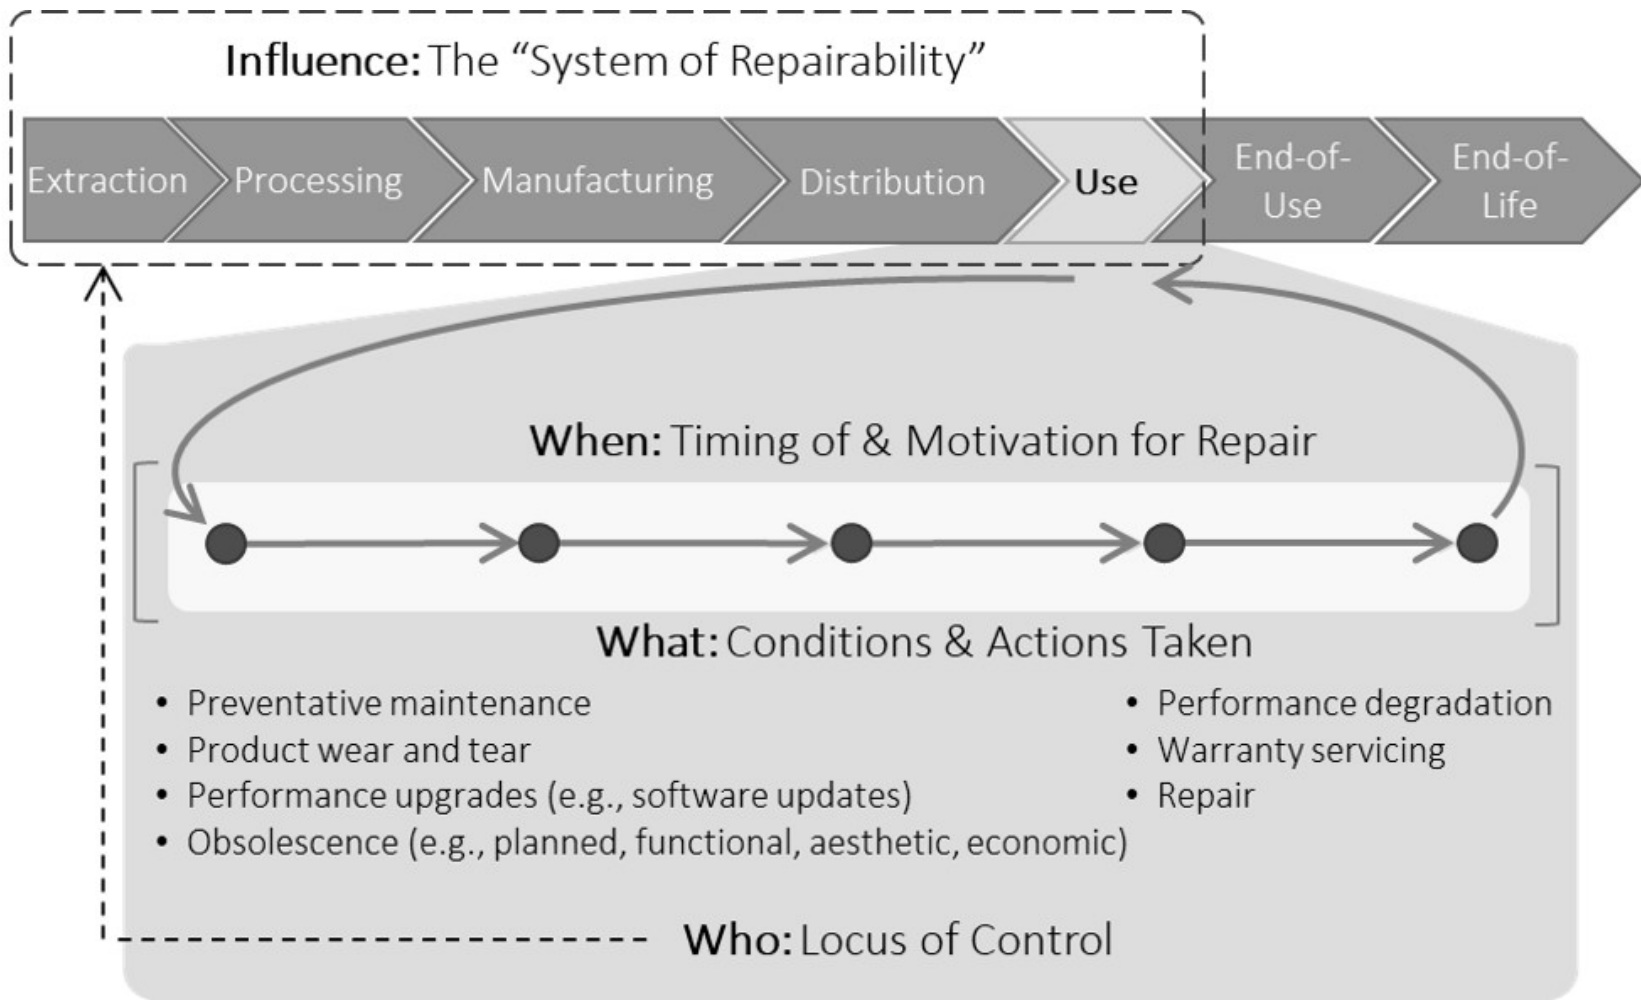 Influence: The “System of Repairability”
Extraction
Processing
Manufacturing
Distribution
Use
End-of-
Use
End-of-
Life
When: Timing of & Motivation for Repair
What: Conditions & Actions Taken
• Preventative maintenance
• Product wear and tear
• Performance upgrades (e.g., software updates)
• Obsolescence (e.g., planned, functional, aesthetic, economic)
• Performance degradation
• Warranty servicing
• Repair
Who: Locus of Control